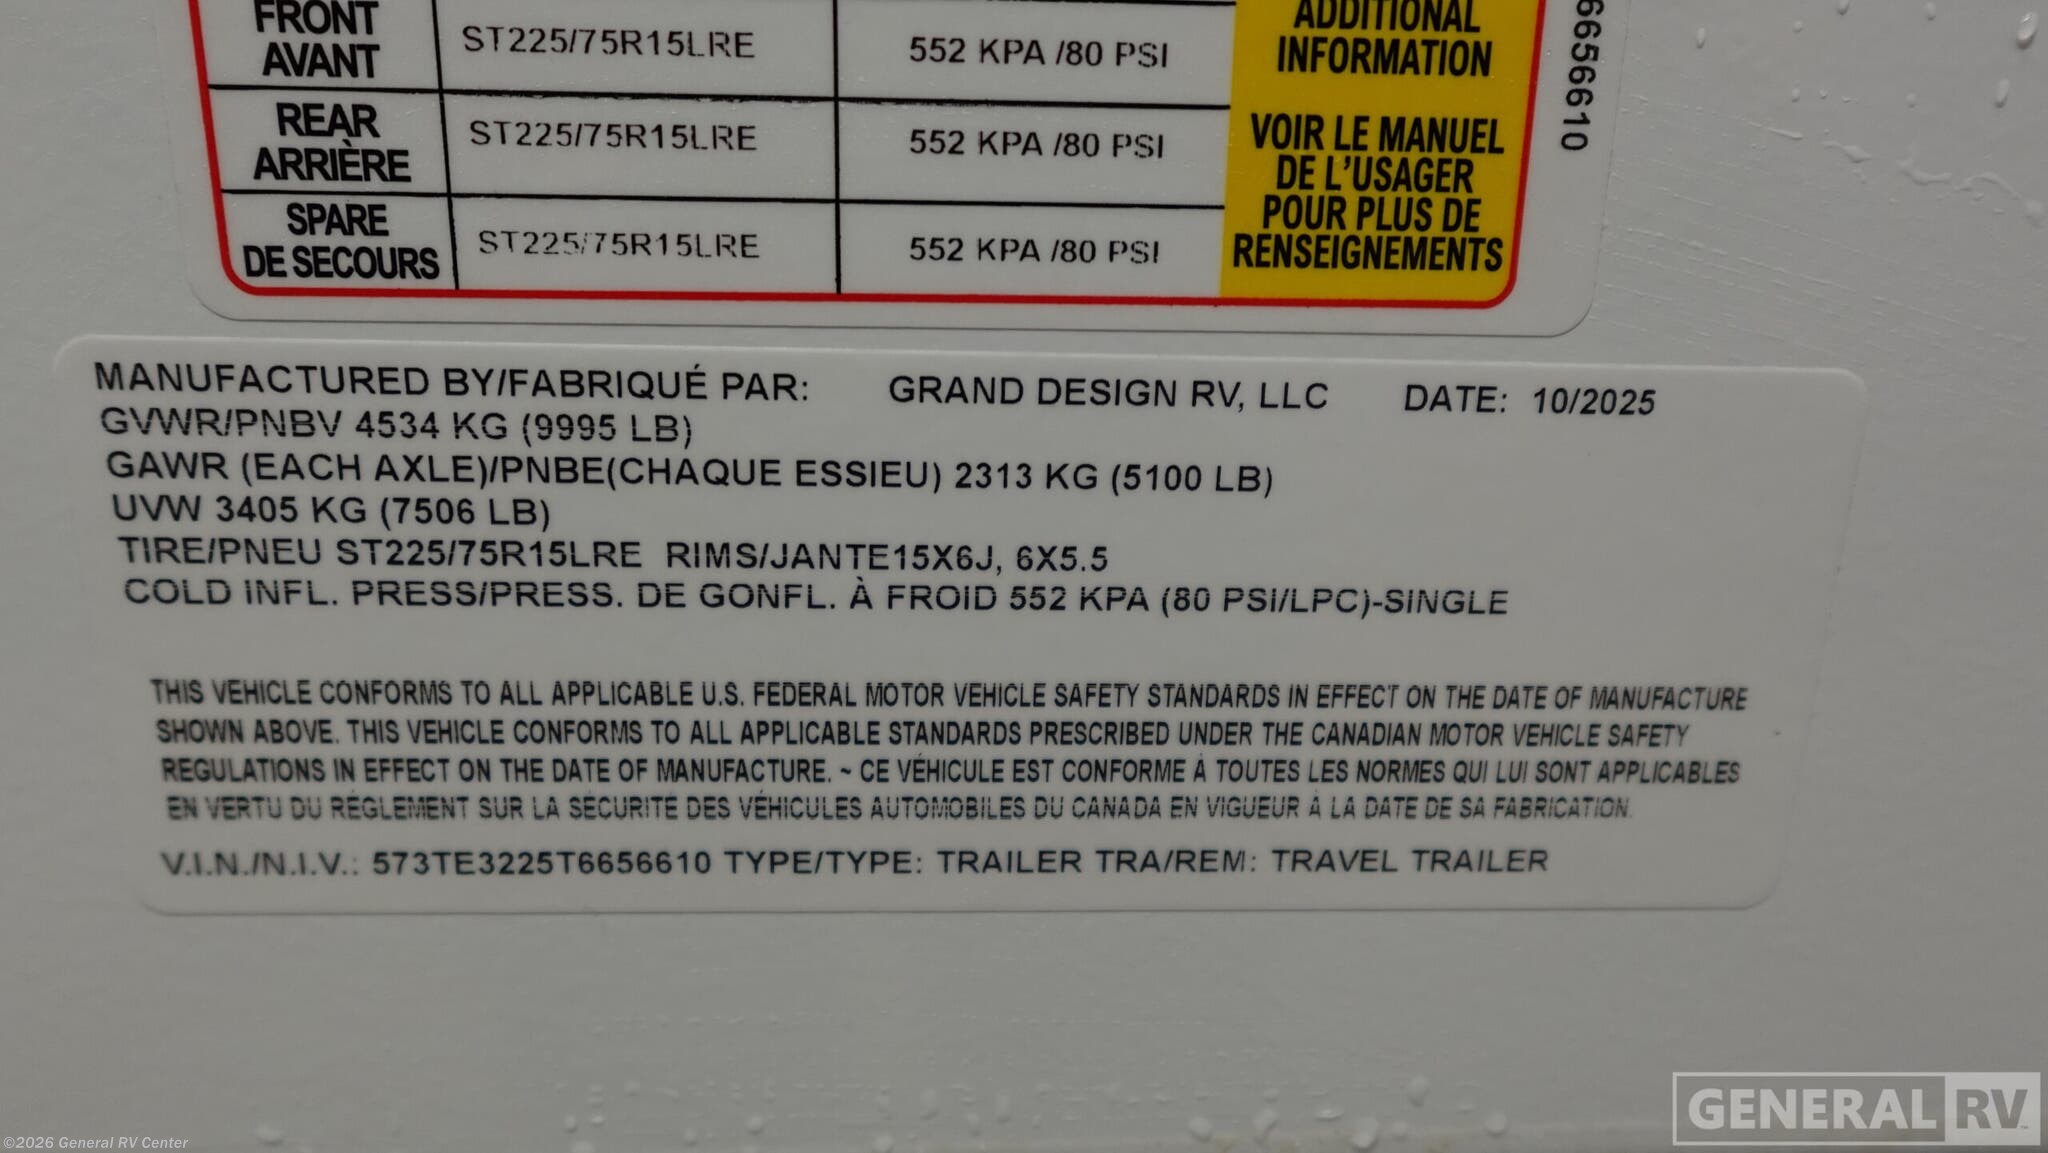 FRONT
AVANT
ST225/75R15LRE
552 KPA /80 PSI
REAR
ARRIÈRE
ST225/75R15LRE
552 KPA /80 PSI
SPARE
DE SECOURS
ST225/75R15LRE
552 KPA /80 PSI
ADDITIONAL
INFORMATION
VOIR LE MANUEL
DE L'USAGER
POUR PLUS DE
RENSEIGNEMENTS
6656610
MANUFACTURED BY/FABRIQUÉ PAR: GRAND DESIGN RV, LLC DATE: 10/2025
GVWR/PNBV 4534 KG (9995 LB)
GAWR (EACH AXLE)/PNBE(CHAQUE ESSIEU) 2313 KG (5100 LB)
UVW 3405 KG (7506 LB)
TIRE/PNEU ST225/75R15LRE RIMS/JANTE15X6J, 6X5.5
COLD INFL. PRESS/PRESS. DE GONFL. À FROID 552 KPA (80 PSI/LPC)-SINGLE
THIS VEHICLE CONFORMS TO ALL APPLICABLE U.S. FEDERAL MOTOR VEHICLE SAFETY STANDARDS IN EFFECT ON THE DATE OF MANUFACTURE
SHOWN ABOVE. THIS VEHICLE CONFORMS TO ALL APPLICABLE STANDARDS PRESCRIBED UNDER THE CANADIAN MOTOR VEHICLE SAFETY
REGULATIONS IN EFFECT ON THE DATE OF MANUFACTURE. ~ CE VÉHICULE EST CONFORME À TOUTES LES NORMES QUI LUI SONT APPLICABLES
EN VERTU DU RÈGLEMENT SUR LA SÉCURITÉ DES VÉHICULES AUTOMOBILES DU CANADA EN VIGUEUR À LA DATE DE SA FABRICATION.
V.I.N./N.I.V.: 573TE3225T6656610 TYPE/TYPE: TRAILER TRA/REM: TRAVEL TRAILER
GENERAL RV
©2026 General RV Center